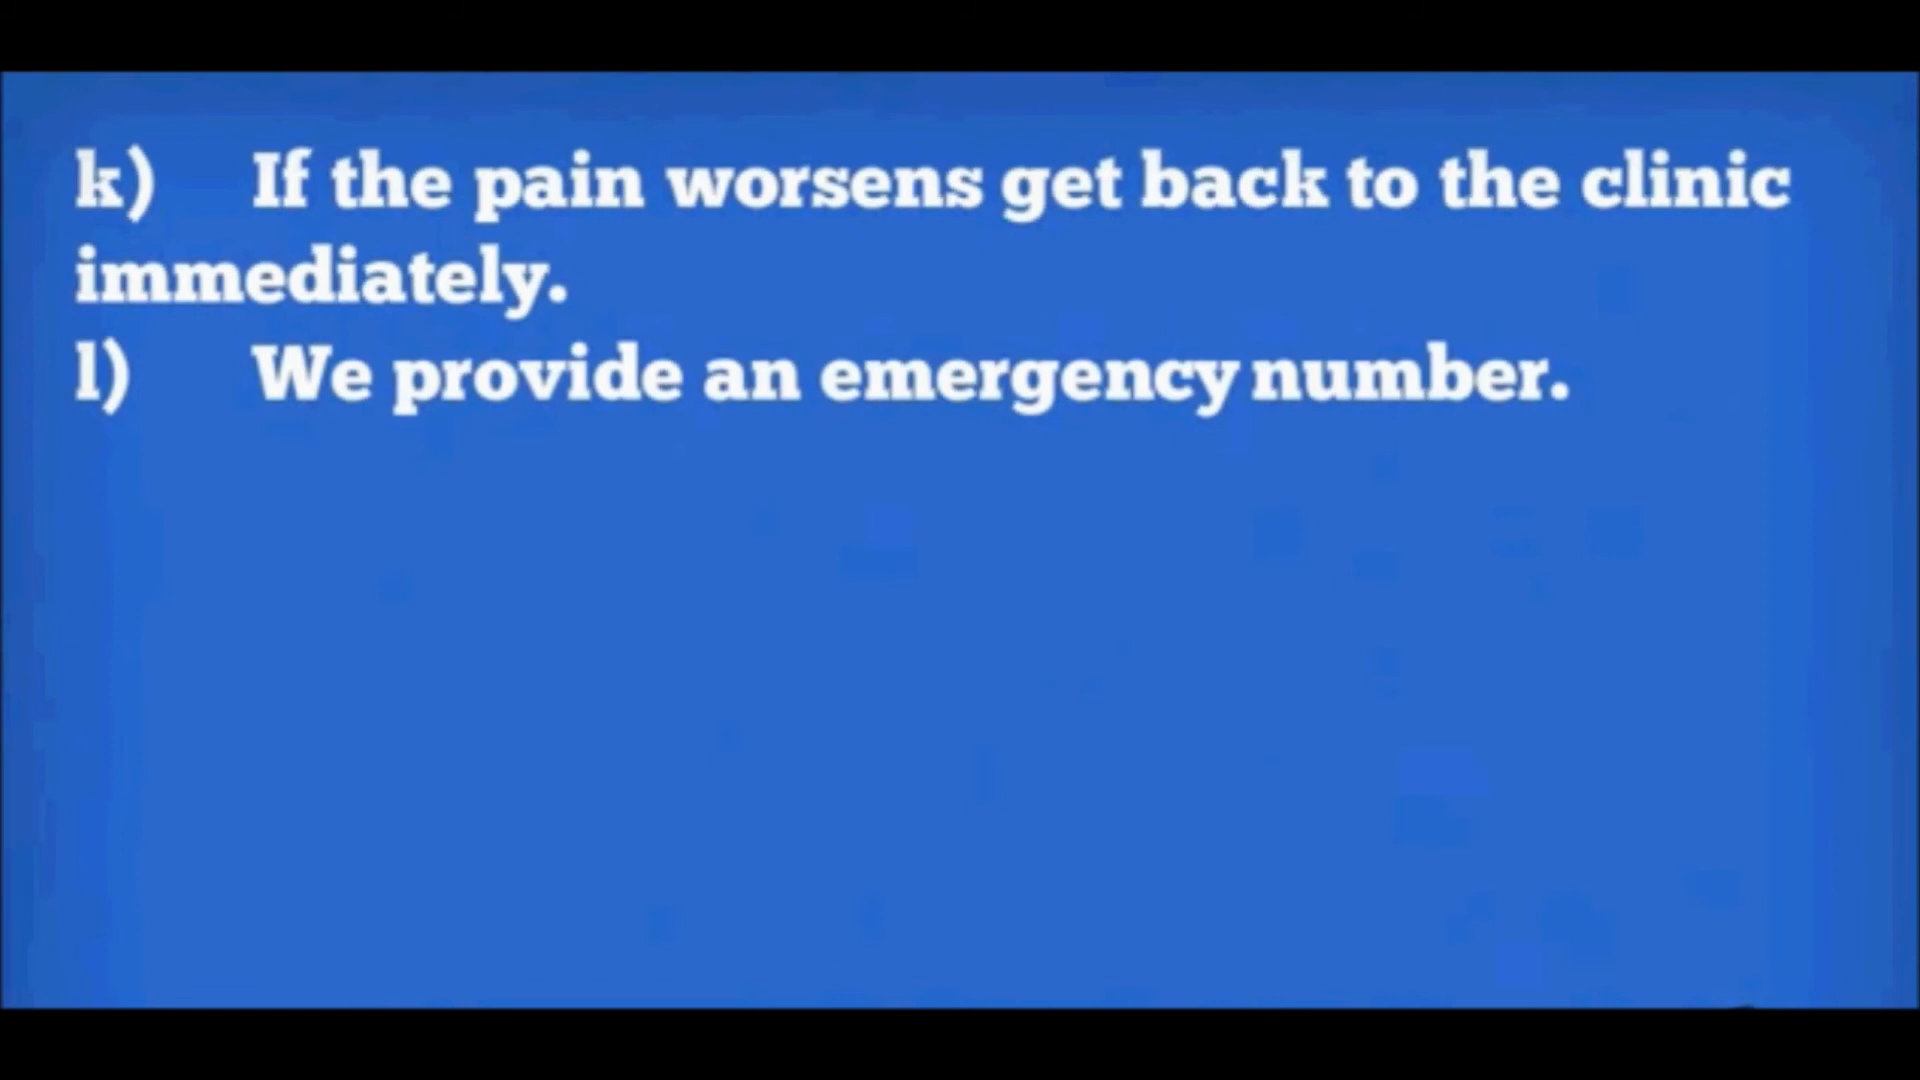 k) If the pain worsens get back to the clinic
immediately.
l) We provide an emergency number.